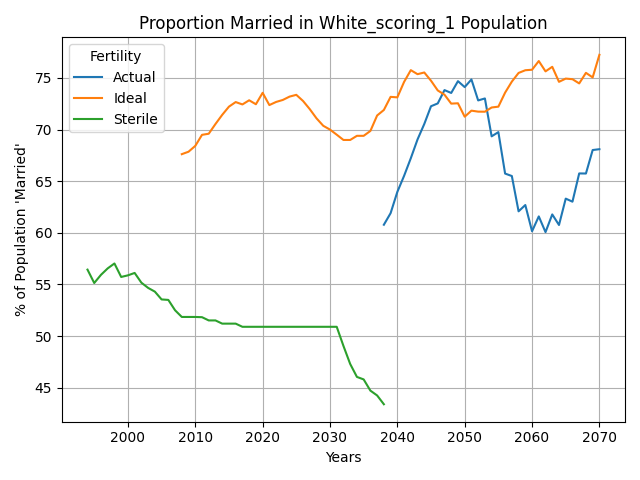 Proportion Married in White_scoring_1 Population
Fertility
Actual
Ideal
Sterile
% of Population 'Married'
75
70
65
60
55
50
45
2000
2010
2020
2030
2040
2050
2060
2070
Years